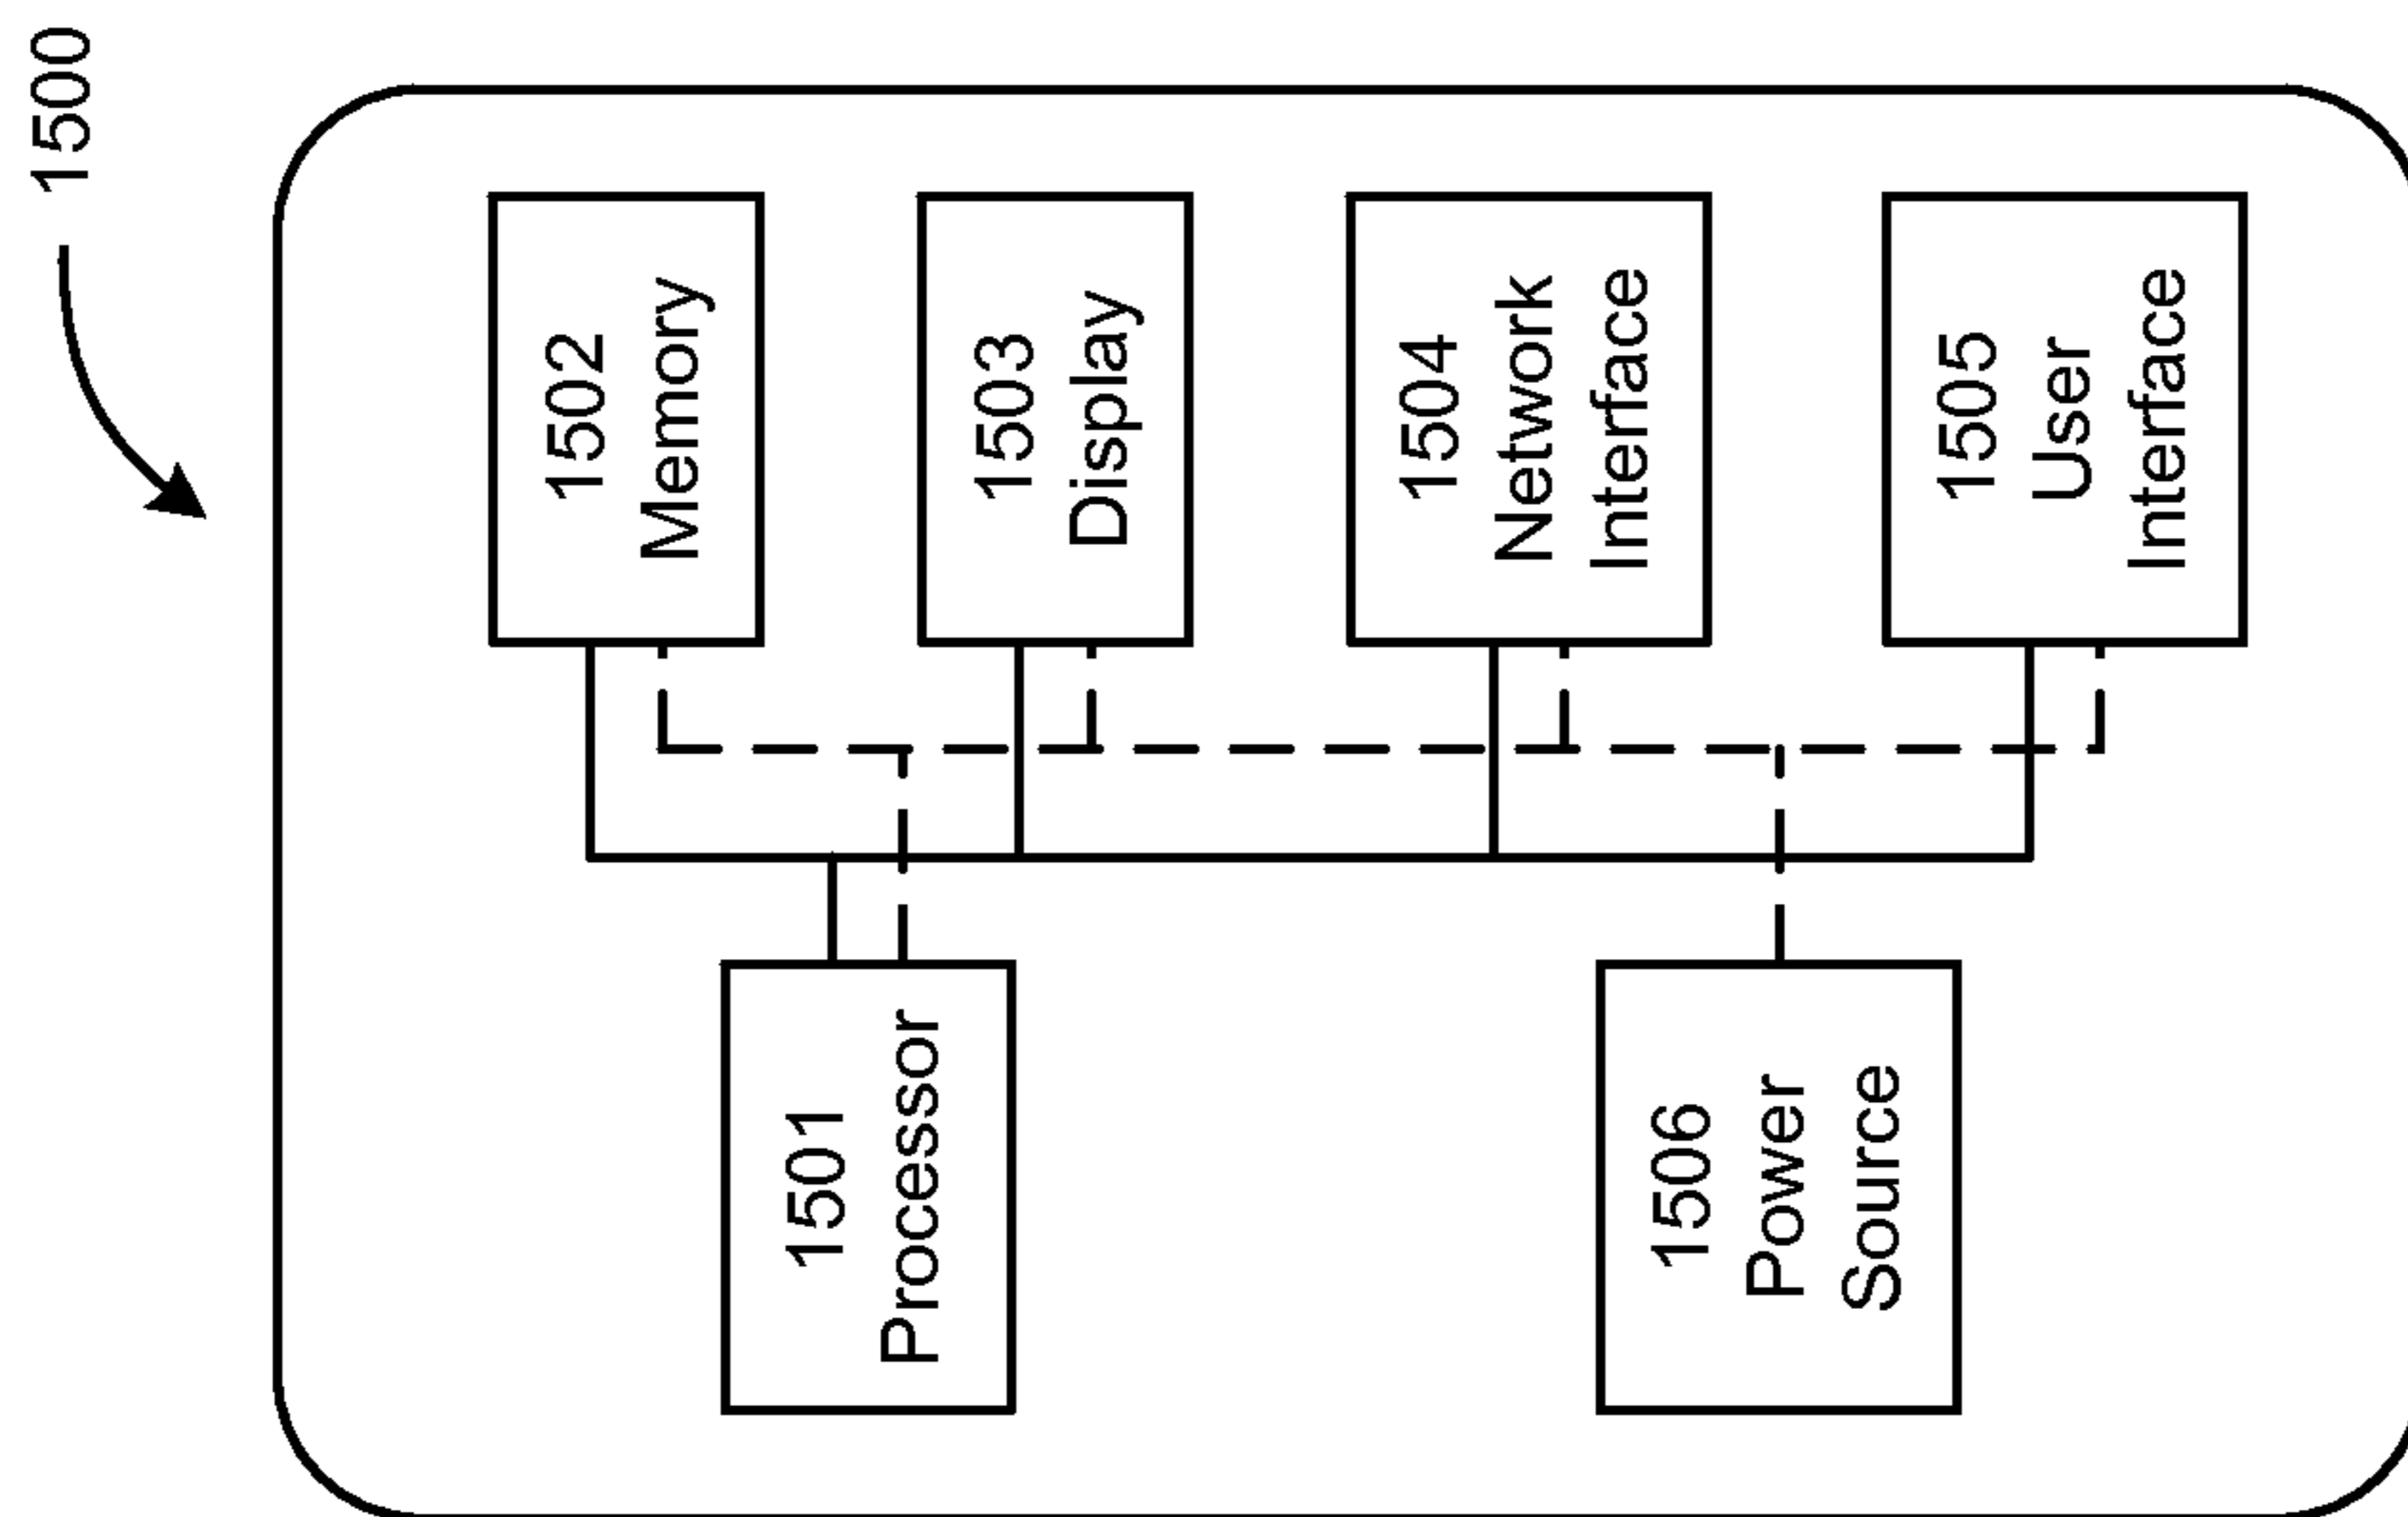 1500
1501
Processor
1502
Memory
1503
Display
1504
Network
Interface
1505
User
Interface
1506
Power
Source